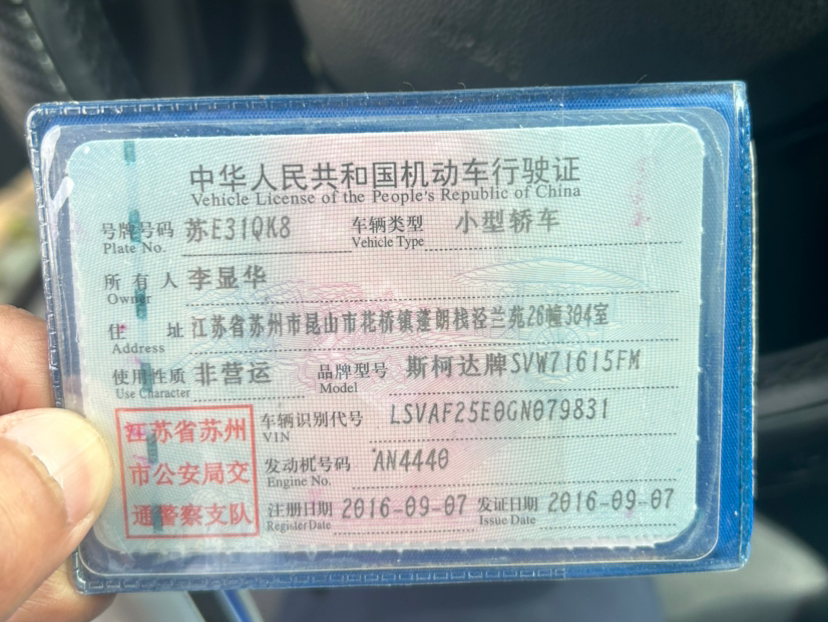 中华人民共和国机动车行驶证
Vehicle License of the People's Republic of China
号牌号码 苏E31QK8 车辆类型 小型轿车
Plate No. Vehicle Type
所有人 李显华
Owner
住址 江苏省苏州市昆山市花桥镇蓬朗栈泾兰苑26幢304室
Address
使用性质 非营运 品牌型号 斯柯达牌SVW71615FM
Use Character Model
车辆识别代号 LSVAF25E0GN079831
VIN
发动机号码 AN4440
Engine No.
注册日期 2016-09-07 发证日期 2016-09-07
Register Date Issue Date
江苏省苏州
市公安局交
通警察支队